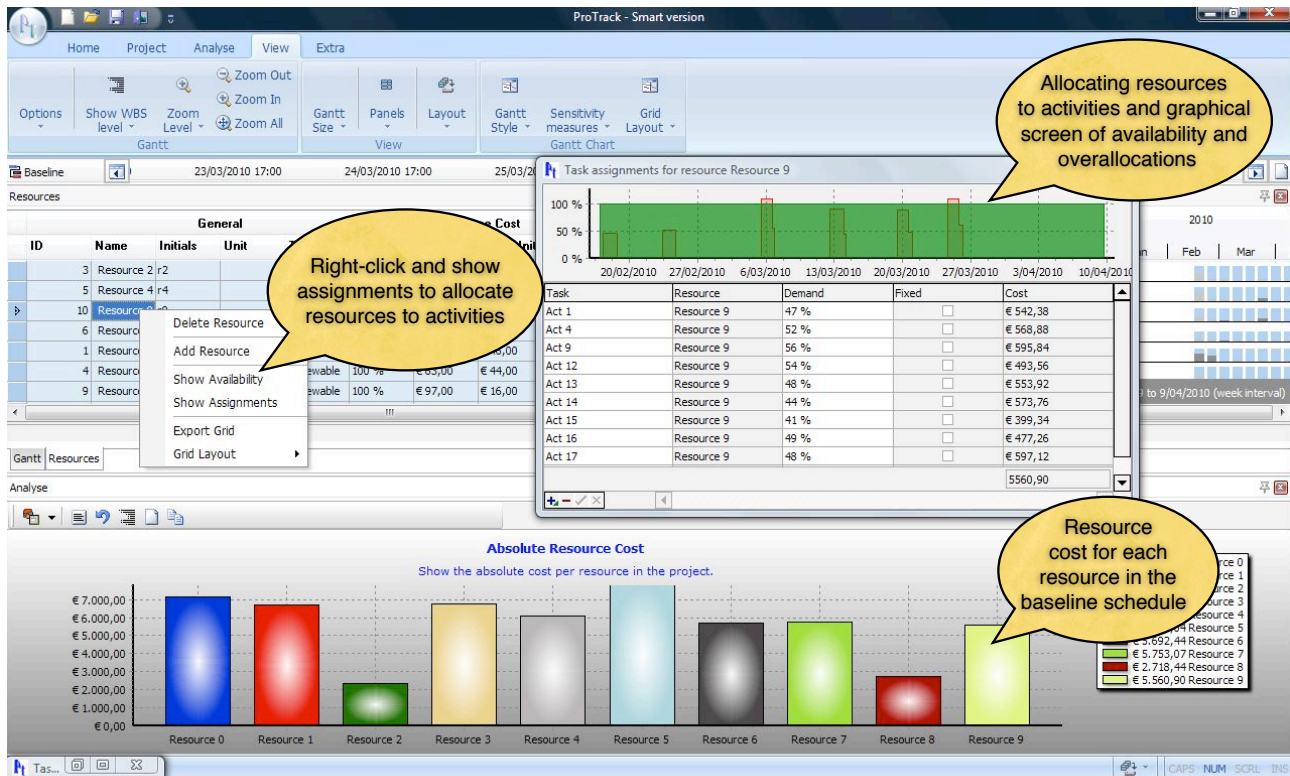 ProTrack - Smart version
Home Project Analyse View Extra
Zoom Out
Zoom In
Zoom All
Options Show WBS level Zoom Level Gantt Size Panels Layout Gantt Style Sensitivity measures Grid Layout
Gantt View Gantt Chart
Allocating resources
to activities and graphical
screen of availability and
overallocations
Baseline 23/03/2010 17:00 24/03/2010 17:00
Resources
General Cost
ID Name Initials Unit
3 Resource 2 r2
5 Resource 4 r4
10
6
1
4 100 % € 44,00
9 100 % € 97,00 € 16,00
Right-click and show
assignments to allocate
resources to activities
Delete Resource
Add Resource
Show Availability
Show Assignments
Export Grid
Grid Layout
Task assignments for resource Resource 9
100 %
50 %
0 %
20/02/2010 27/02/2010 6/03/2010 13/03/2010 20/03/2010 27/03/2010 3/04/2010 10/04/2010
Task Resource Demand Fixed Cost
Act 1 Resource 9 47 % € 542,38
Act 4 Resource 9 52 % € 568,88
Act 9 Resource 9 56 % € 595,84
Act 12 Resource 9 54 % € 493,56
Act 13 Resource 9 48 % € 553,92
Act 14 Resource 9 44 % € 573,76
Act 15 Resource 9 41 % € 399,34
Act 16 Resource 9 49 % € 477,26
Act 17 Resource 9 48 % € 597,12
5560,90
2010
Feb Mar
to 9/04/2010 (week interval)
Gantt Resources
Analyse
Absolute Resource Cost
Show the absolute cost per resource in the project.
€ 7.000,00
€ 6.000,00
€ 5.000,00
€ 4.000,00
€ 3.000,00
€ 2.000,00
€ 1.000,00
€ 0,00
Resource 0 Resource 1 Resource 2 Resource 3 Resource 4 Resource 5 Resource 6 Resource 7 Resource 8 Resource 9
Resource
cost for each
resource in the
baseline schedule
Resource 5
€ 5.692,44 Resource 6
€ 5.753,07 Resource 7
€ 2.718,44 Resource 8
€ 5.560,90 Resource 9
Tas...
CAPS NUM SCRL INS